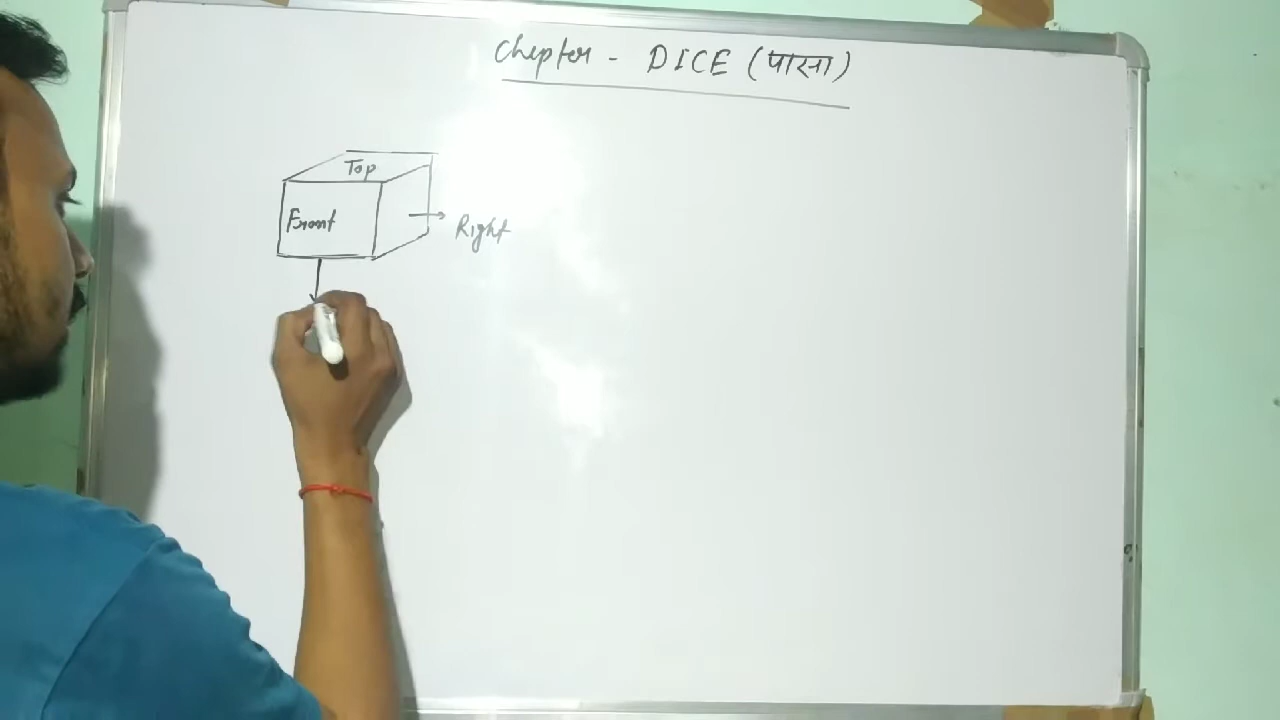 Chepter - DICE (पासा)
Top
Front
Right